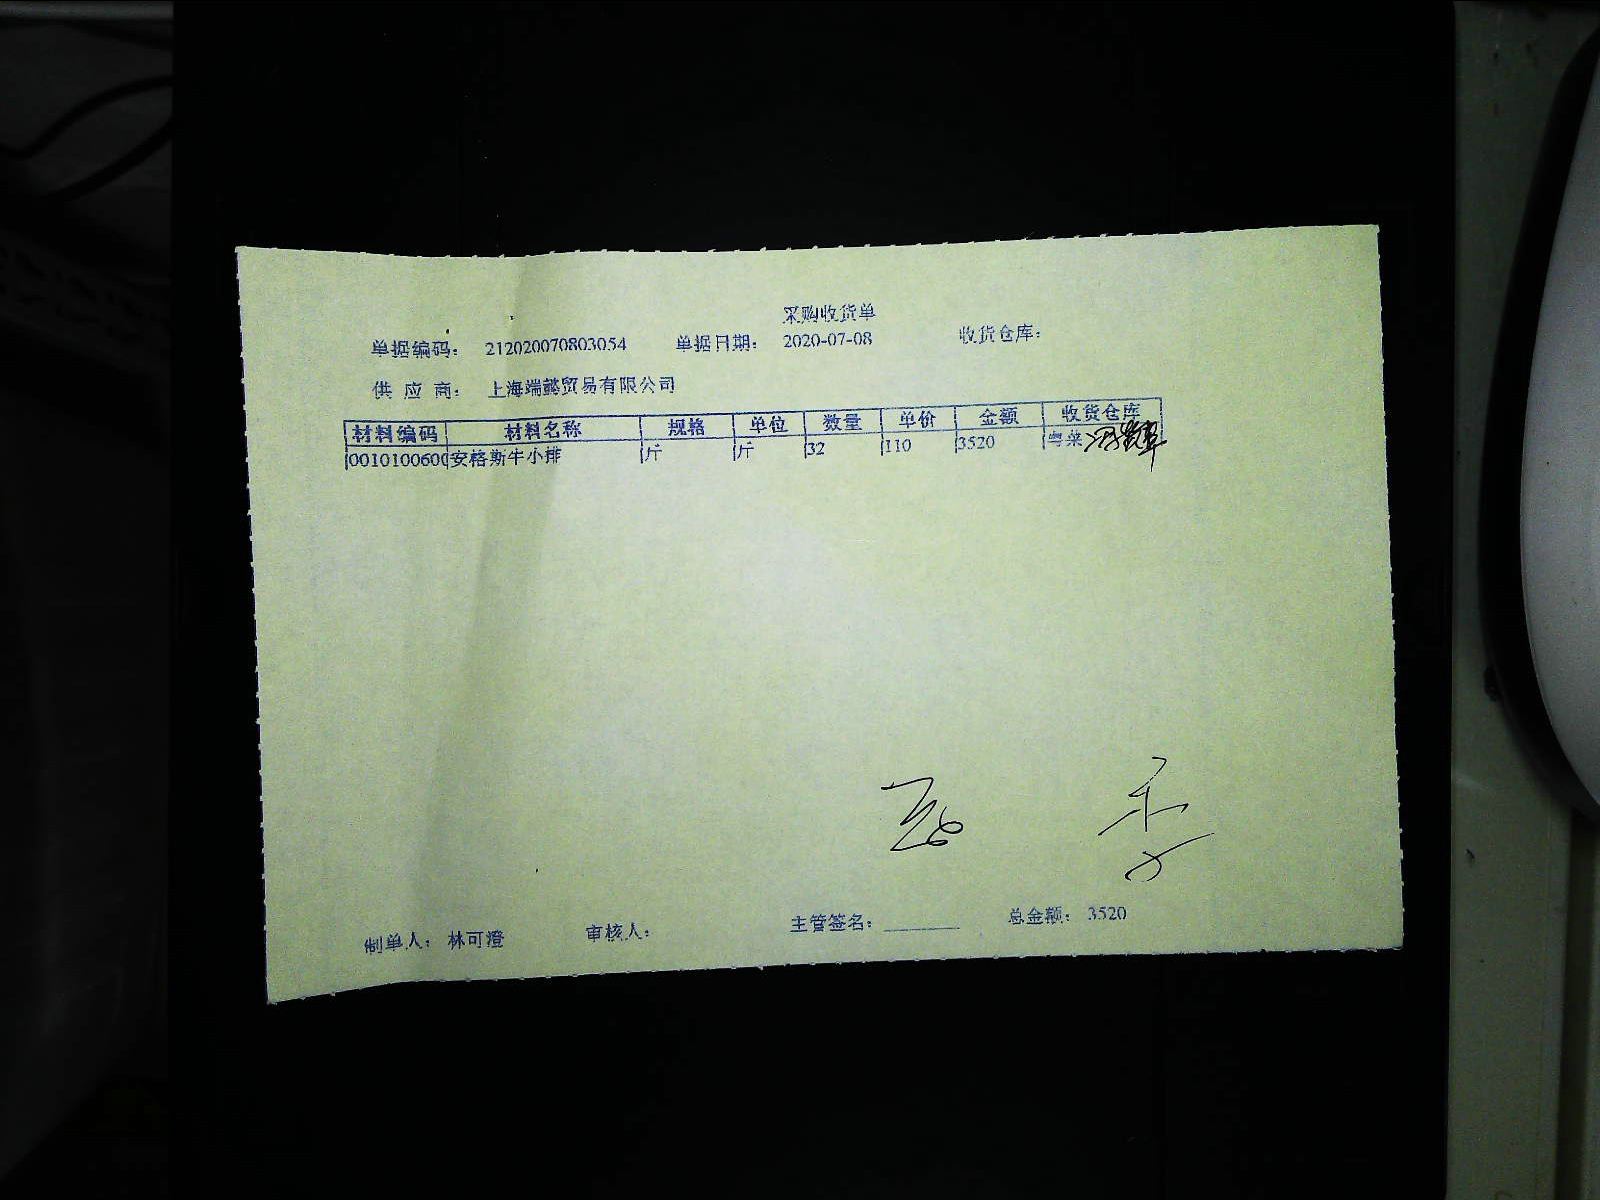 采购收货单
单据编码: 212020070803054 单据日期: 2020-07-08 收货仓库:
供 应 商: 上海端懿贸易有限公司
材料编码 材料名称 规格 单位 数量 单价 金额 收货仓库
0010100600 安格斯牛小排 斤 斤 32 110 3520 粤菜
制单人: 林可澄 审核人: 主管签名: 总金额: 3520